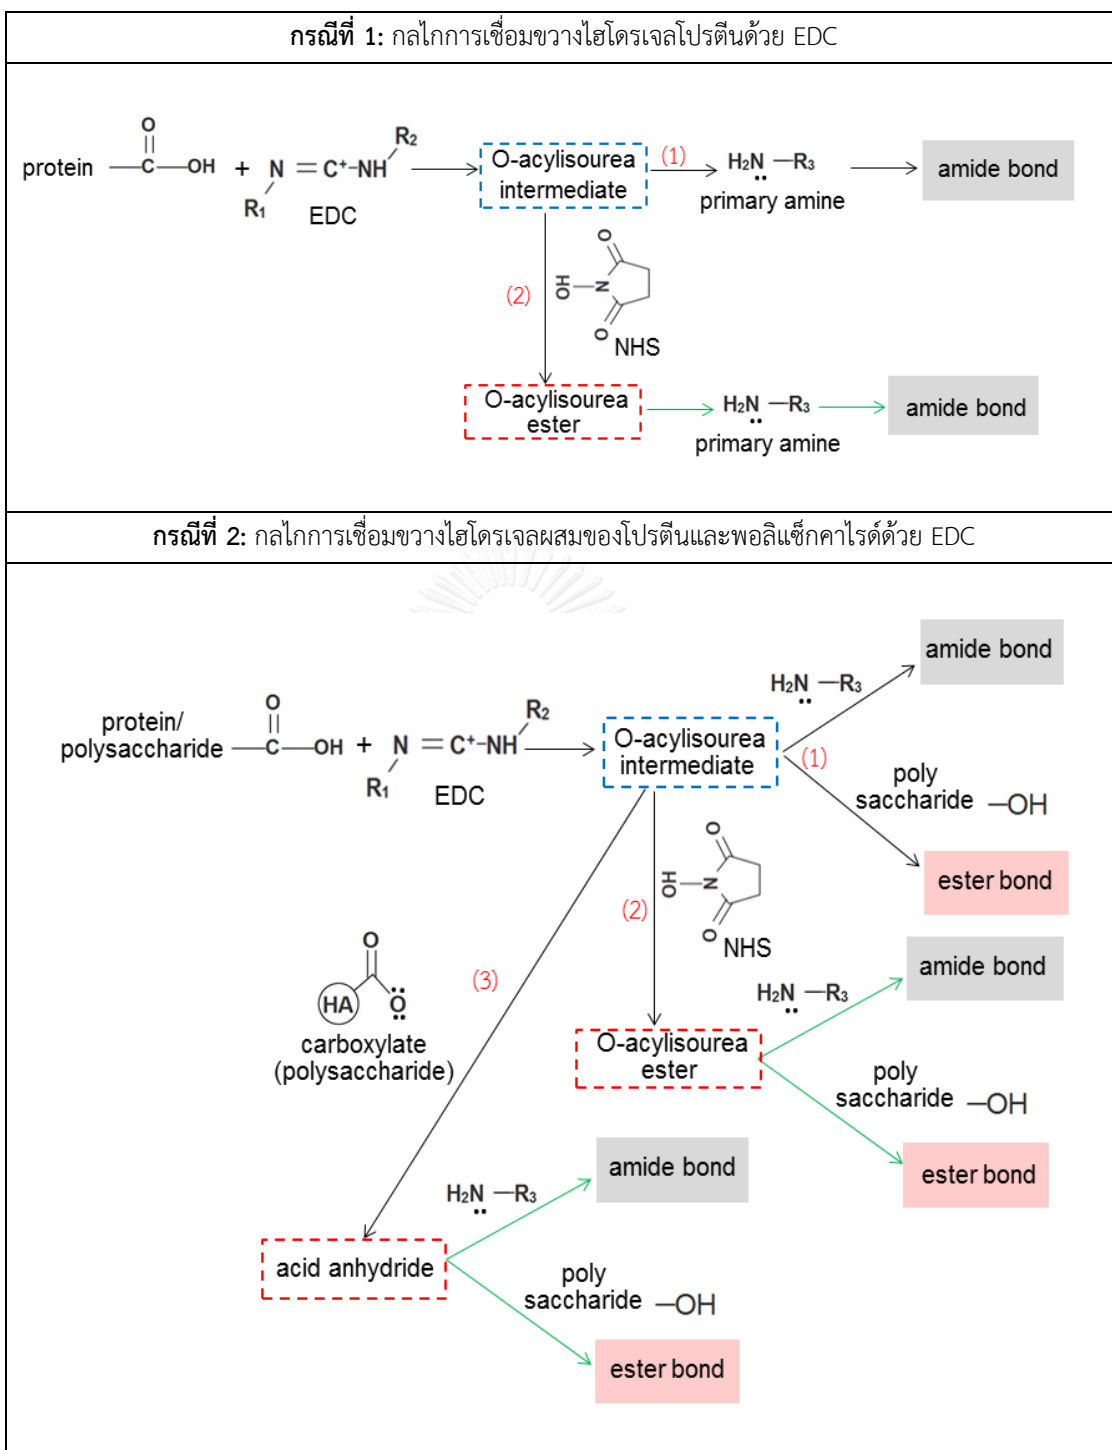 กรณีที่ 1: กลไกการเชื่อมขวางไฮโดรเจลโปรตีนด้วย EDC
O
protein C OH + N = C⁺-NH R₂
R₁ EDC
O-acylisourea
intermediate
(1)
H₂N –R₃
primary amine
amide bond
(2)
O
OH N
O
NHS
O-acylisourea
ester
H₂N –R₃
primary amine
amide bond
กรณีที่ 2: กลไกการเชื่อมขวางไฮโดรเจลผสมของโปรตีนและพอลิแซ็กคาไรด์ด้วย EDC
amide bond
H₂N –R₃
protein/
polysaccharide
O
C OH + N = C⁺-NH R₂
R₁ EDC
O-acylisourea
intermediate
(1)
poly
saccharide –OH
ester bond
(2)
O
OH N
O
NHS
(3)
O
HA O
carboxylate
(polysaccharide)
O-acylisourea
ester
H₂N –R₃
amide bond
poly
saccharide –OH
ester bond
acid anhydride
H₂N –R₃
amide bond
poly
saccharide –OH
ester bond